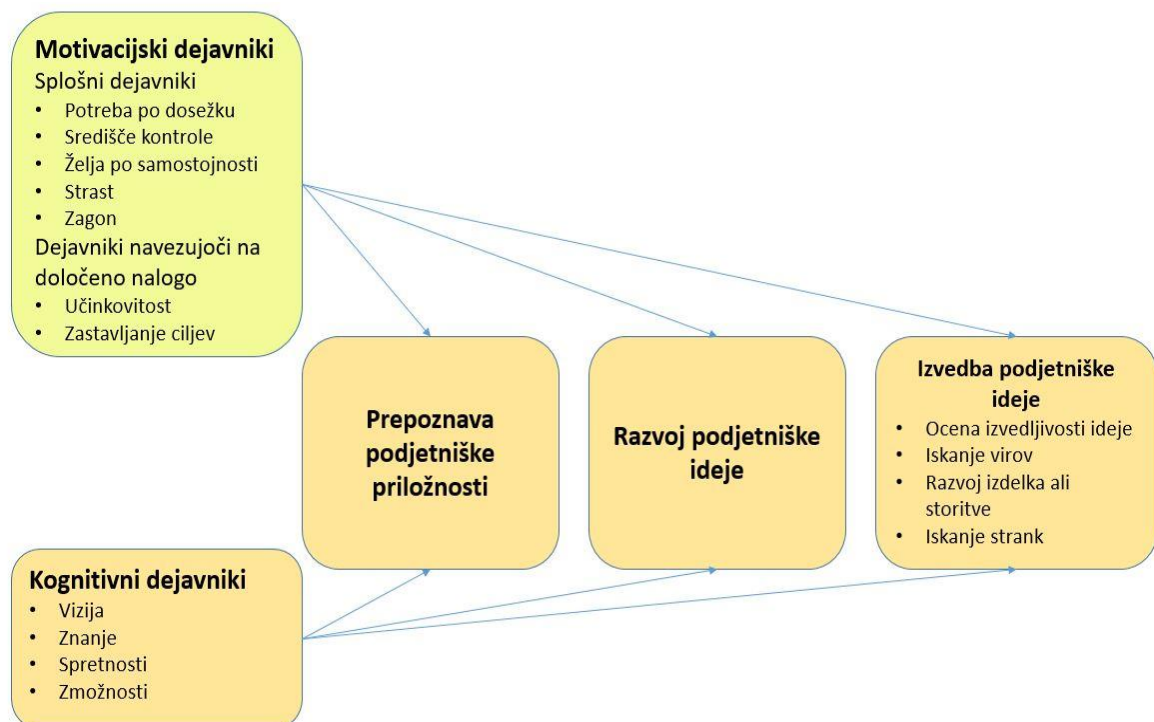 Motivacijski dejavniki
Splošni dejavniki
• Potreba po dosežku
• Središče kontrole
• Želja po samostojnosti
• Strast
• Zagon
Dejavniki navezujoči na
določeno nalogo
• Učinkovitost
• Zastavljanje ciljev
Prepoznava
podjetniške
priložnosti
Razvoj podjetniške
ideje
Izvedba podjetniške
ideje
• Ocena izvedljivosti ideje
• Iskanje virov
• Razvoj izdelka ali
storitve
• Iskanje strank
Kognitivni dejavniki
• Vizija
• Znanje
• Spretnosti
• Zmožnosti